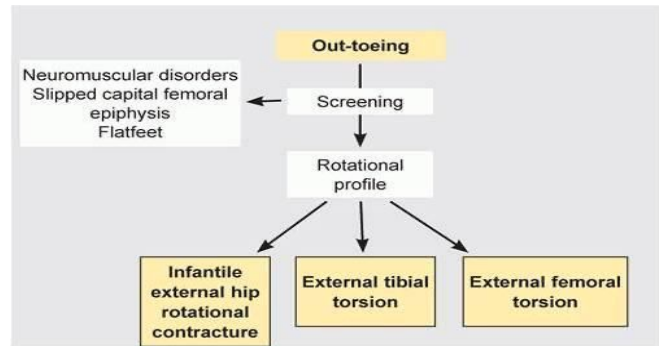 Out-toeing
Neuromuscular disorders
Slipped capital femoral
epiphysis
Flatfeet
Screening
Rotational
profile
Infantile
external hip
rotational
contracture
External tibial
torsion
External femoral
torsion